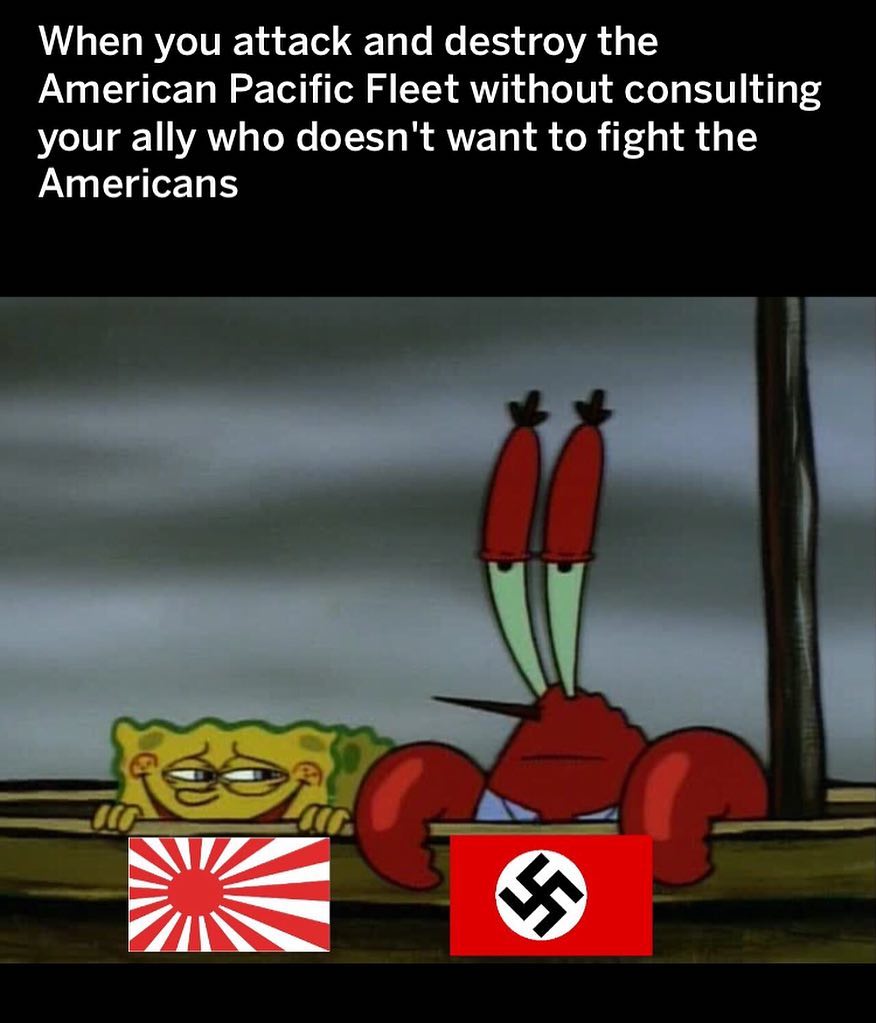 When you attack and destroy the
American Pacific Fleet without consulting
your ally who doesn't want to fight the
Americans